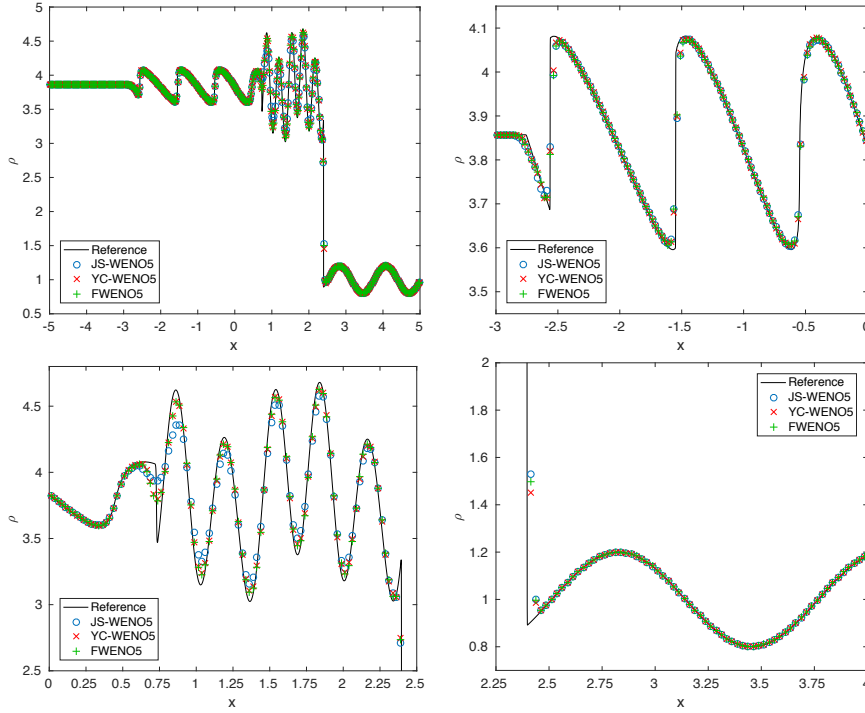 5
4.5
4
3.5
3
2.5
2
1.5
1
0.5
ρ
Reference
JS-WENO5
YC-WENO5
FWENO5
-5 -4 -3 -2 -1 0 1 2 3 4 5
x
4.1
4
3.9
3.8
3.7
3.6
3.5
ρ
Reference
JS-WENO5
YC-WENO5
FWENO5
-3 -2.5 -2 -1.5 -1 -0.5 0
x
4.5
4
3.5
3
2.5
ρ
Reference
JS-WENO5
YC-WENO5
FWENO5
0 0.25 0.5 0.75 1 1.25 1.5 1.75 2 2.25 2.5
x
2
1.8
1.6
1.4
1.2
1
0.8
ρ
Reference
JS-WENO5
YC-WENO5
FWENO5
2.25 2.5 2.75 3 3.25 3.5 3.75 4
x